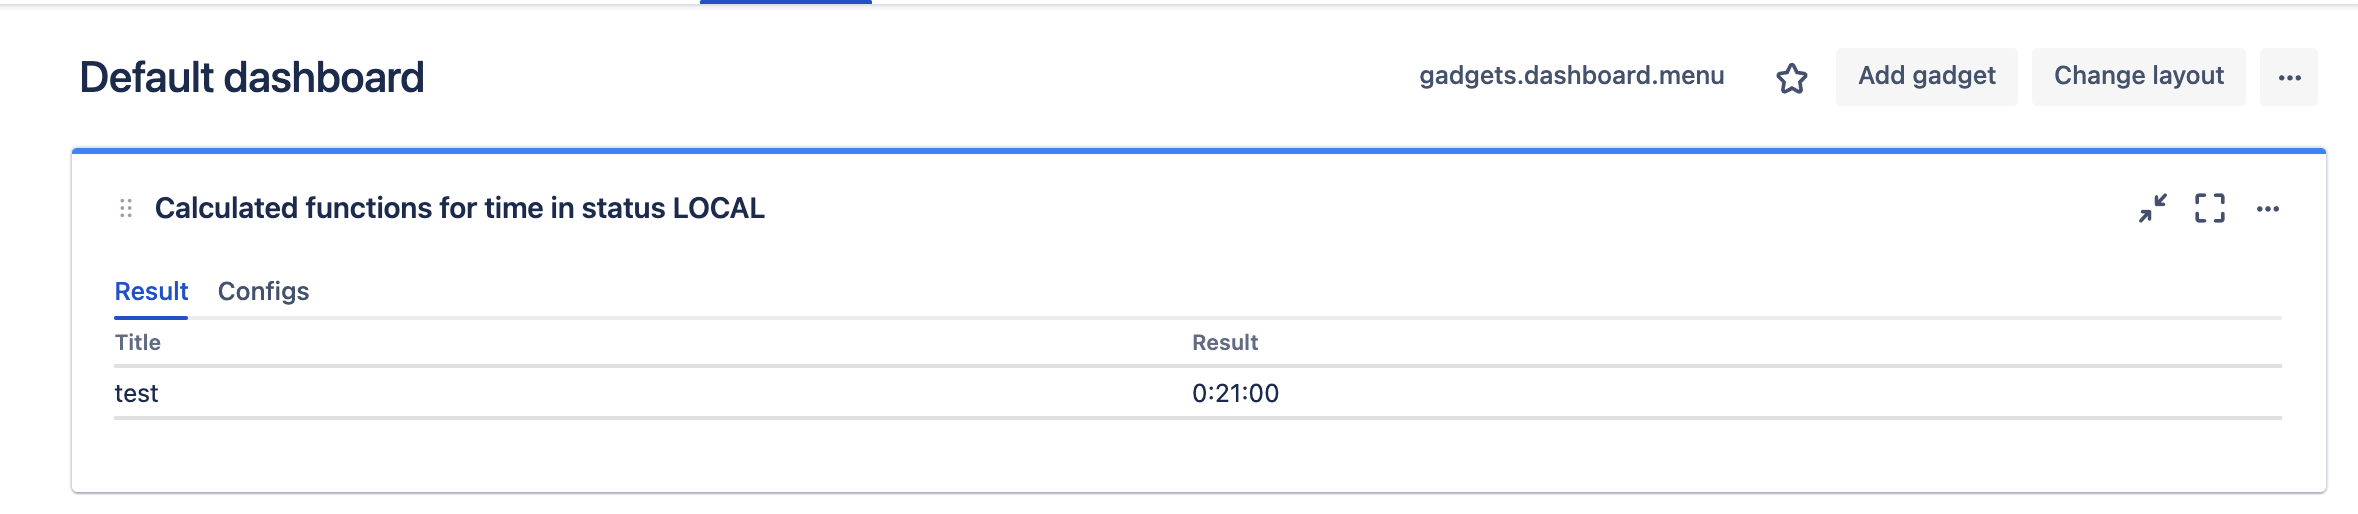 Default dashboard
gadgets.dashboard.menu
Add gadget
Change layout
Calculated functions for time in status LOCAL
Result Configs
Title Result
test 0:21:00